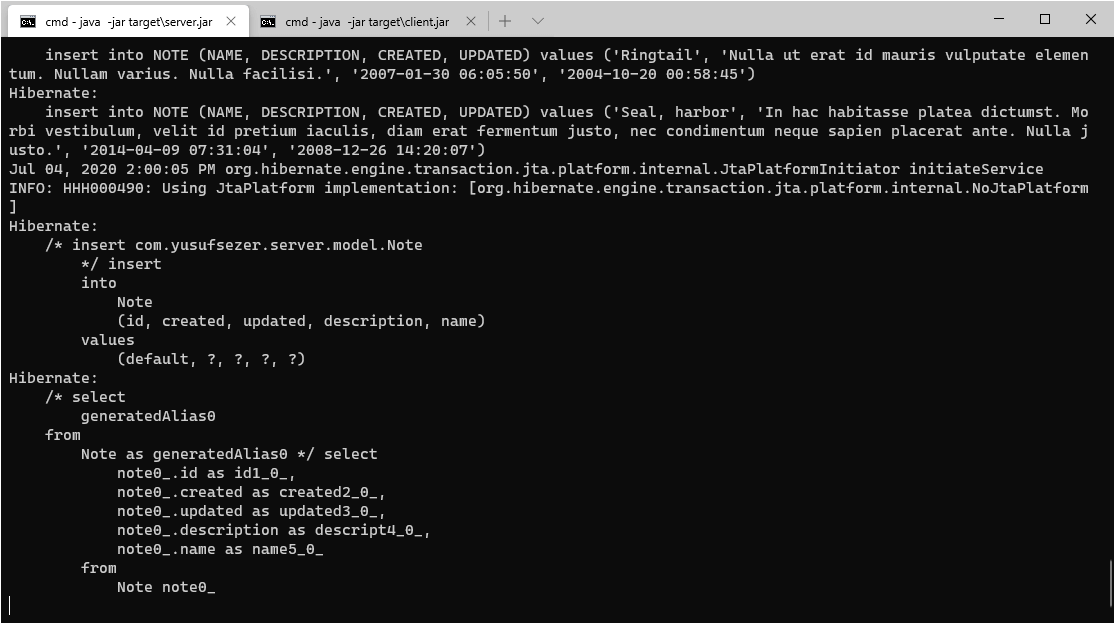 cmd - java  -jar target\server.jar
cmd - java  -jar target\client.jar
    insert into NOTE (NAME, DESCRIPTION, CREATED, UPDATED) values ('Ringtail', 'Nulla ut erat id mauris vulputate elemen
tum. Nullam varius. Nulla facilisi.', '2007-01-30 06:05:50', '2004-10-20 00:58:45')
Hibernate:
    insert into NOTE (NAME, DESCRIPTION, CREATED, UPDATED) values ('Seal, harbor', 'In hac habitasse platea dictumst. Mo
rbi vestibulum, velit id pretium iaculis, diam erat fermentum justo, nec condimentum neque sapien placerat ante. Nulla j
usto.', '2014-04-09 07:31:04', '2008-12-26 14:20:07')
Jul 04, 2020 2:00:05 PM org.hibernate.engine.transaction.jta.platform.internal.JtaPlatformInitiator initiateService
INFO: HHH000490: Using JtaPlatform implementation: [org.hibernate.engine.transaction.jta.platform.internal.NoJtaPlatform
]
Hibernate:
    /* insert com.yusufsezer.server.model.Note
        */ insert
        into
            Note
            (id, created, updated, description, name)
        values
            (default, ?, ?, ?, ?)
Hibernate:
    /* select
        generatedAlias0
    from
        Note as generatedAlias0 */ select
            note0_.id as id1_0_,
            note0_.created as created2_0_,
            note0_.updated as updated3_0_,
            note0_.description as descript4_0_,
            note0_.name as name5_0_
        from
            Note note0_